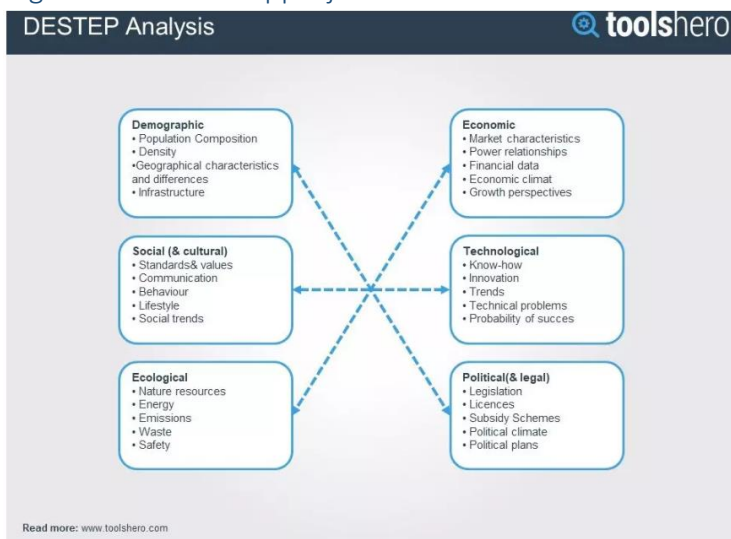 DESTEP Analysis
toolshero
Demographic
• Population Composition
• Density
•Geographical characteristics
and differences
• Infrastructure
Economic
• Market characteristics
• Power relationships
• Financial data
• Economic climat
• Growth perspectives
Social (& cultural)
• Standards& values
• Communication
• Behaviour
• Lifestyle
• Social trends
Technological
• Know-how
• Innovation
• Trends
• Technical problems
• Probability of succes
Ecological
• Nature resources
• Energy
• Emissions
• Waste
• Safety
Political(& legal)
• Legislation
• Licences
• Subsidy Schemes
• Political climate
• Political plans
Read more: www.toolshero.com